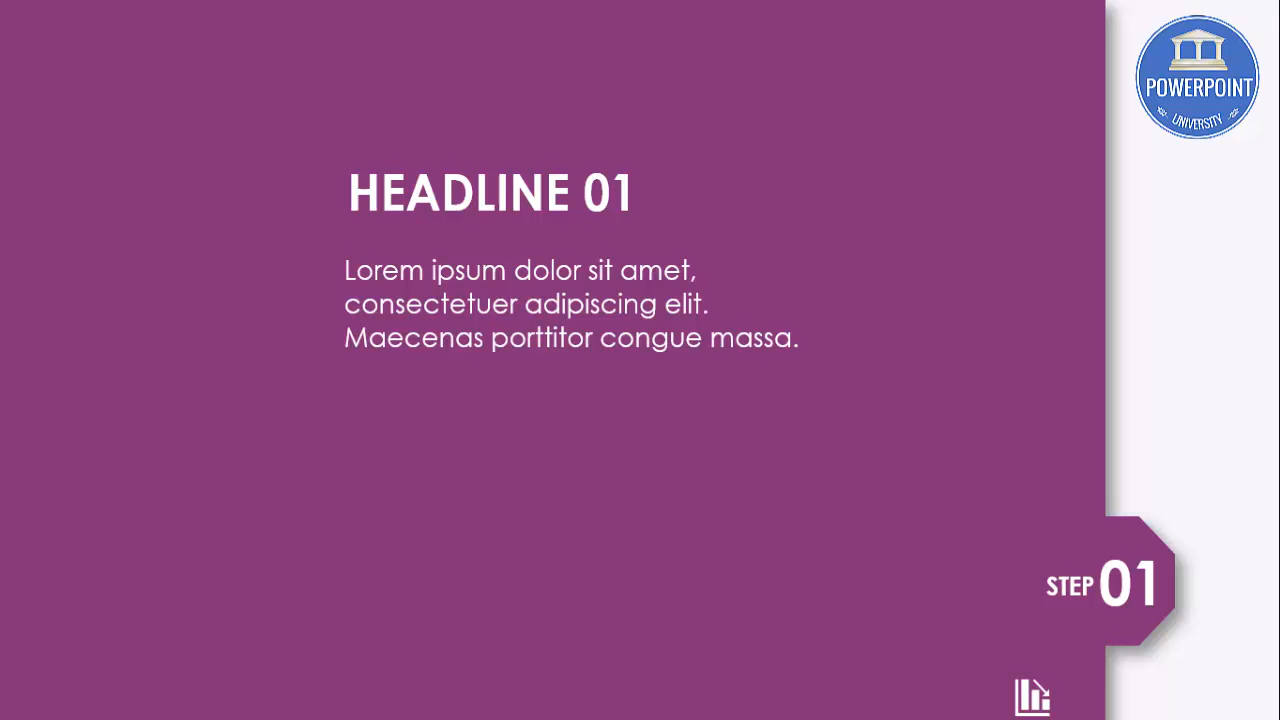 POWERPOINT
UNIVERSITY
HEADLINE 01
Lorem ipsum dolor sit amet,
consectetuer adipiscing elit.
Maecenas porttitor congue massa.
STEP 01